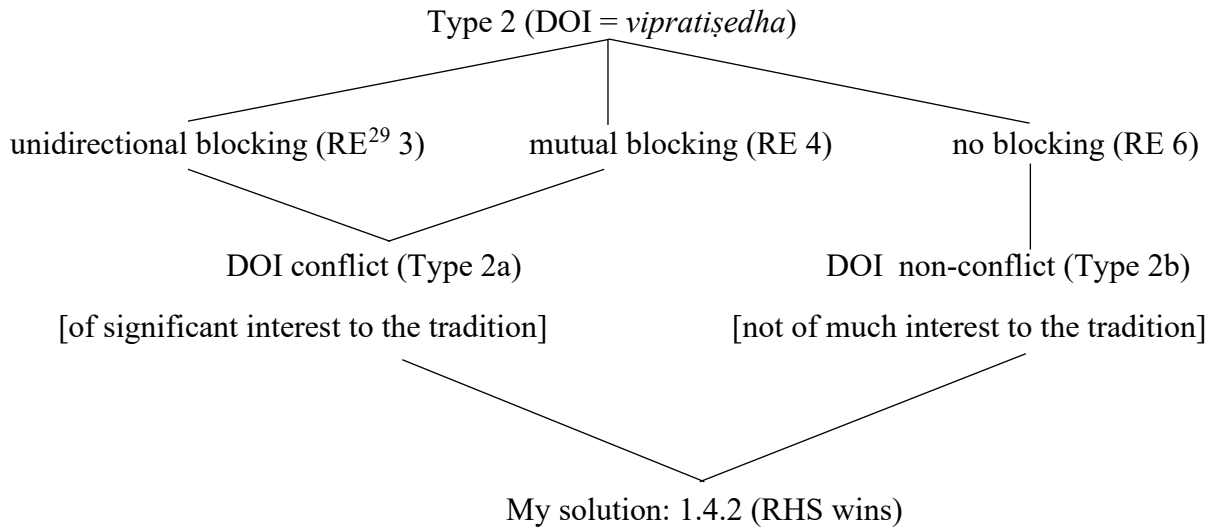 Type 2 (DOI = vipratiṣedha)
unidirectional blocking (RE²⁹ 3) mutual blocking (RE 4) no blocking (RE 6)
DOI conflict (Type 2a) DOI non-conflict (Type 2b)
[of significant interest to the tradition] [not of much interest to the tradition]
My solution: 1.4.2 (RHS wins)